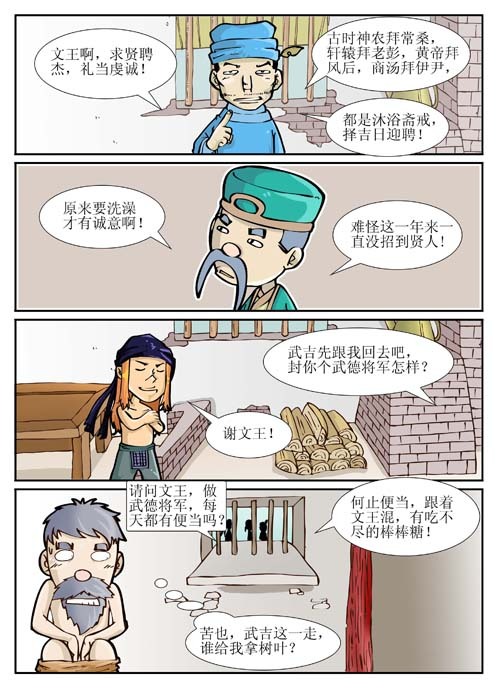 文王啊，求贤聘
杰，礼当虔诚！
古时神农拜常桑，
轩辕拜老彭，黄帝拜
风后，商汤拜伊尹，
都是沐浴斋戒，
择吉日迎聘！
原来要洗澡
才有诚意啊！
难怪这一年来一
直没招到贤人！
武吉先跟我回去吧，
封你个武德将军怎样？
谢文王！
请问文王，做
武德将军，每
天都有便当吗？
何止便当，跟着
文王混，有吃不
尽的棒棒糖！
苦也，武吉这一走，
谁给我拿树叶？